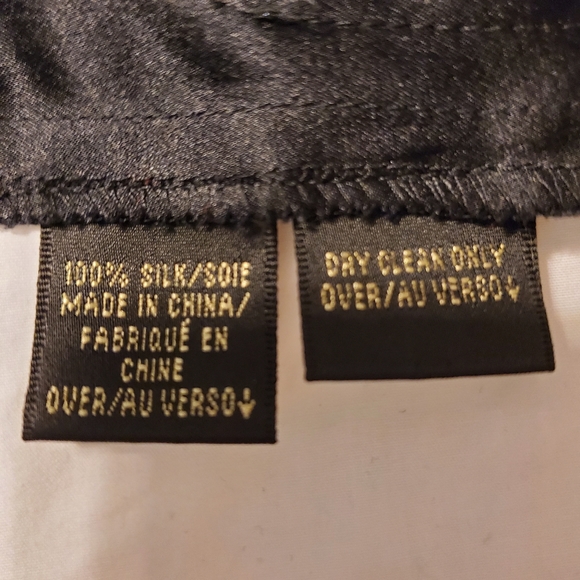 100% SILK/SOIE
MADE IN CHINA/
FABRIQUÉ EN
CHINE
OVER/AU VERSO↓
DRY CLEAN ONLY
OVER/AU VERSO↓